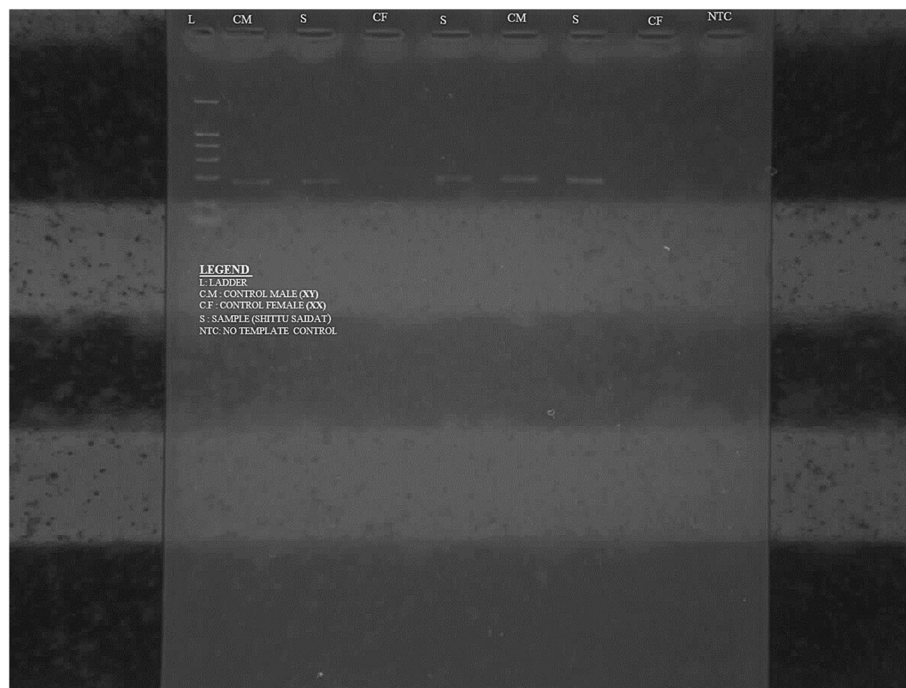 L CM S CF S CM S CF NTC
LEGEND
L: LADDER
C.M : CONTROL MALE (XY)
C.F : CONTROL FEMALE (XX)
S : SAMPLE (SHITTU SAIDAT)
NTC: NO TEMPLATE CONTROL